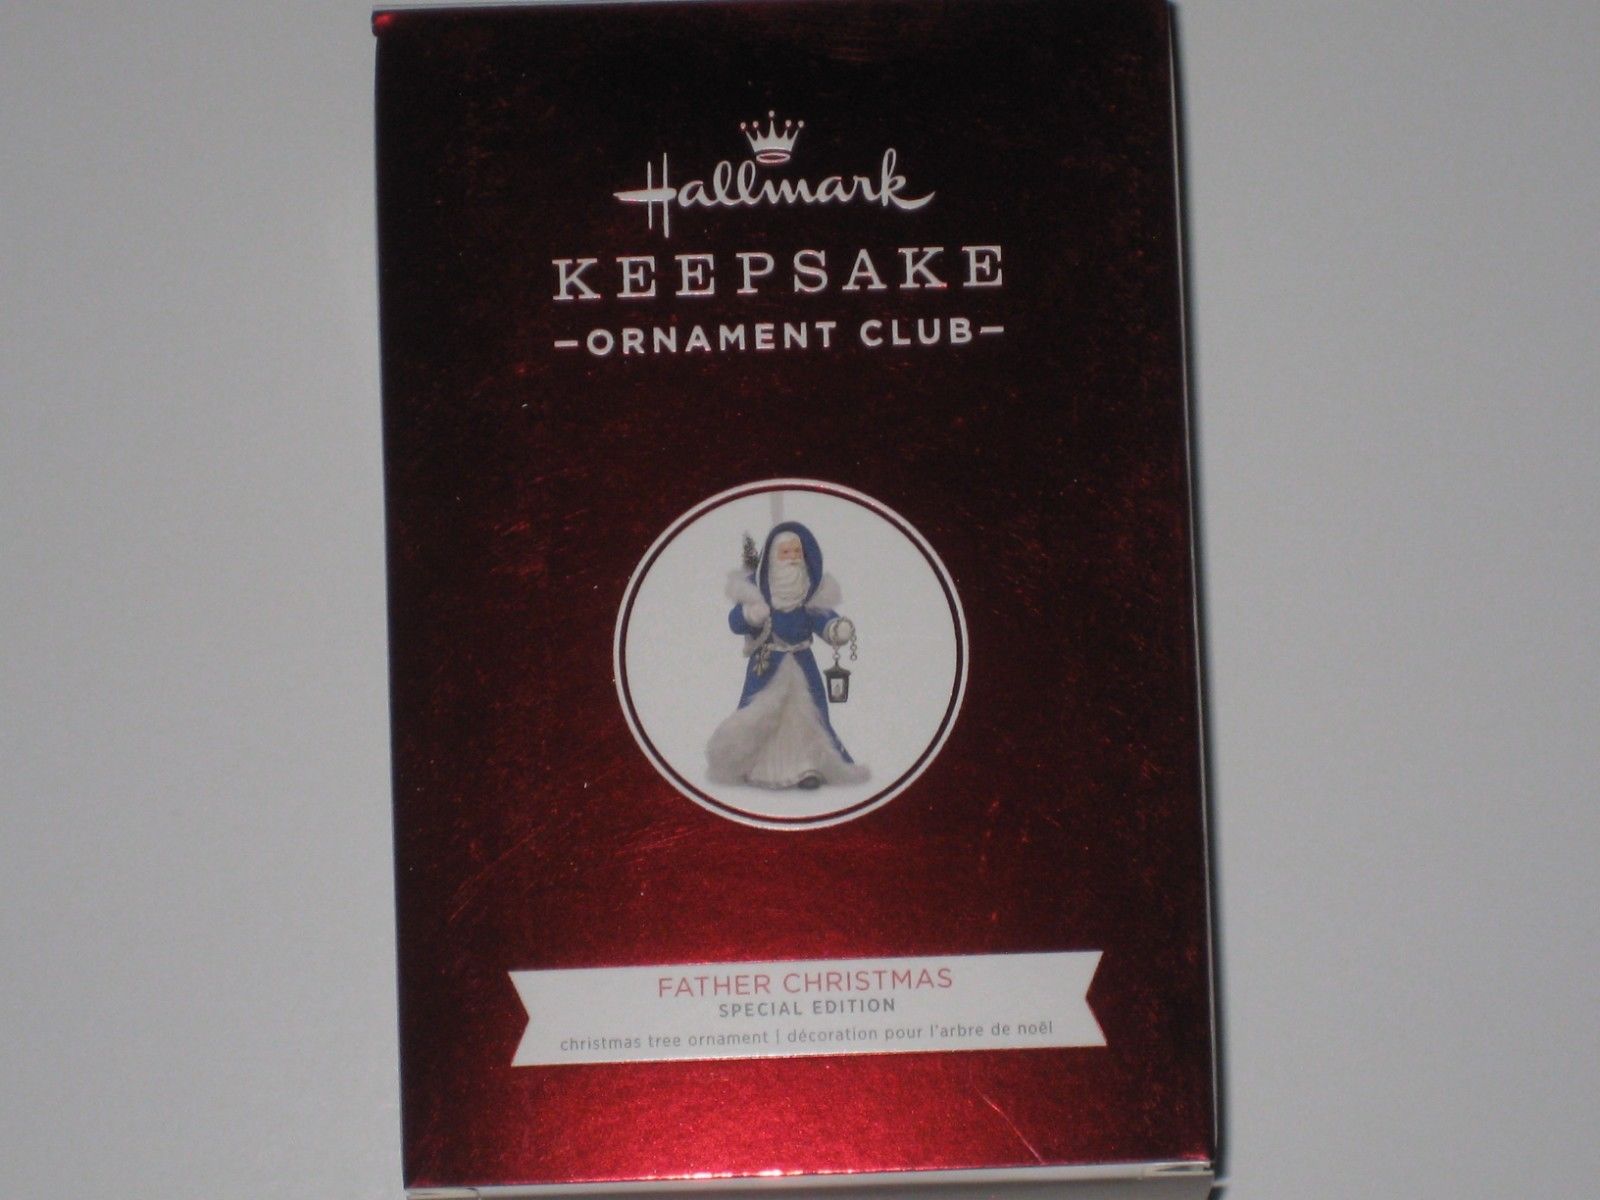 Hallmark
KEEPSAKE
–ORNAMENT CLUB–
FATHER CHRISTMAS
SPECIAL EDITION
christmas tree ornament | décoration pour l'arbre de noël